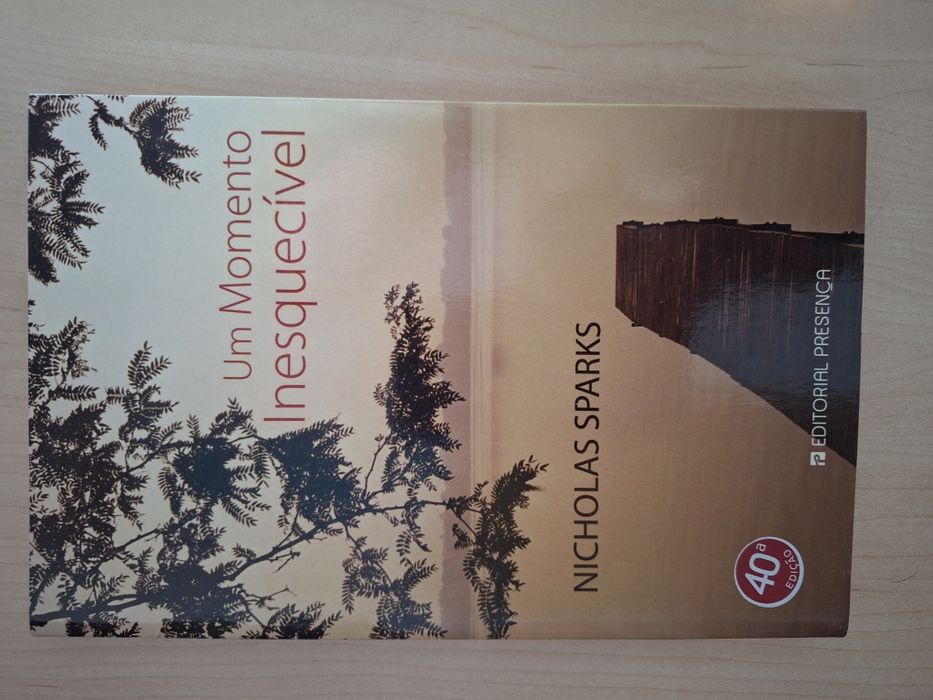 Um Momento
Inesquecível
NICHOLAS SPARKS
40ª
EDIÇÃO
EDITORIAL PRESENÇA